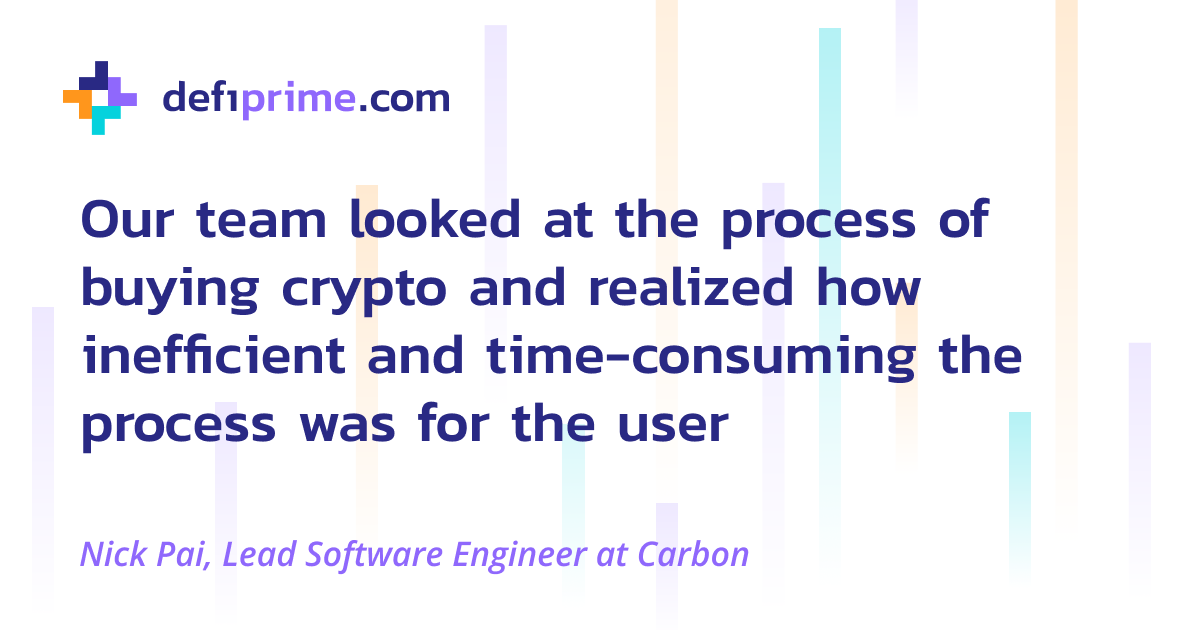 defiprime.com
Our team looked at the process of
buying crypto and realized how
inefficient and time-consuming the
process was for the user
Nick Pai, Lead Software Engineer at Carbon